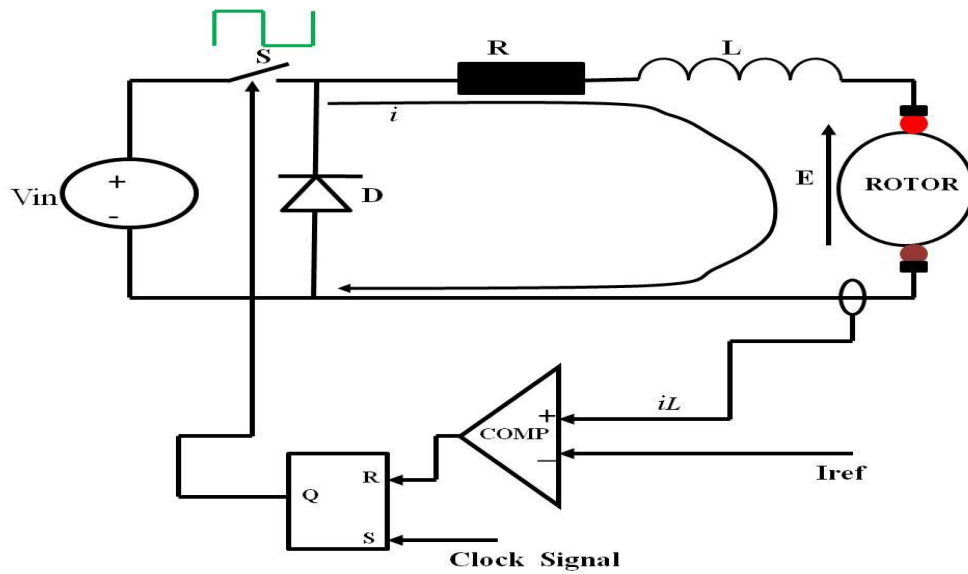 S
R
L
i
Vin
+
-
D
E
ROTOR
iL
+
COMP
–
Iref
Q
R
S
Clock Signal